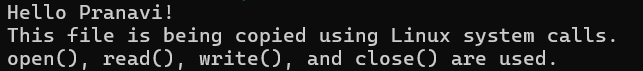 Hello Pranavi!
This file is being copied using Linux system calls.
open(), read(), write(), and close() are used.